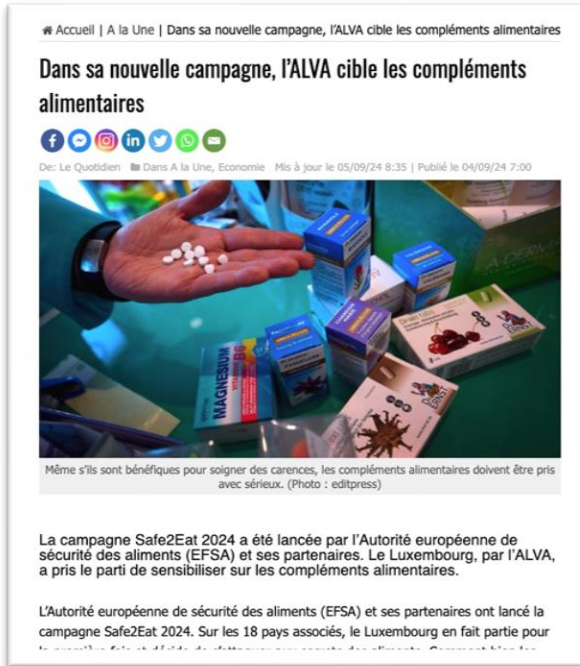 Accueil | A la Une | Dans sa nouvelle campagne, l'ALVA cible les compléments alimentaires
Dans sa nouvelle campagne, l'ALVA cible les compléments
alimentaires
De: Le Quotidien Dans A la Une, Economie Mis à jour le 05/09/24 8:35 | Publié le 04/09/24 7:00
A.DERMA
MAGNESIUM
VITAMINE B6
Dr. ERNST
Même s'ils sont bénéfiques pour soigner des carences, les compléments alimentaires doivent être pris
avec sérieux. (Photo : editpress)
La campagne Safe2Eat 2024 a été lancée par l'Autorité européenne de
sécurité des aliments (EFSA) et ses partenaires. Le Luxembourg, par l'ALVA,
a pris le parti de sensibiliser sur les compléments alimentaires.
L'Autorité européenne de sécurité des aliments (EFSA) et ses partenaires ont lancé la
campagne Safe2Eat 2024. Sur les 18 pays associés, le Luxembourg en fait partie pour